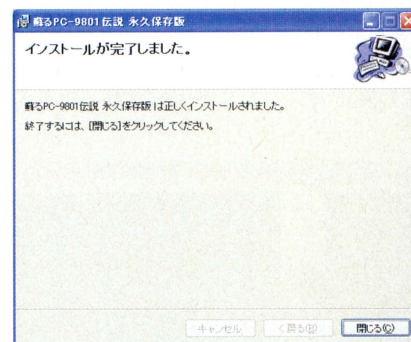 蘇るPC-9801伝説 永久保存版
インストールが完了しました。
蘇るPC-9801伝説 永久保存版 は正しくインストールされました。
終了するには、[閉じる]をクリックしてください。
キャンセル
< 戻る(B)
閉じる(C)